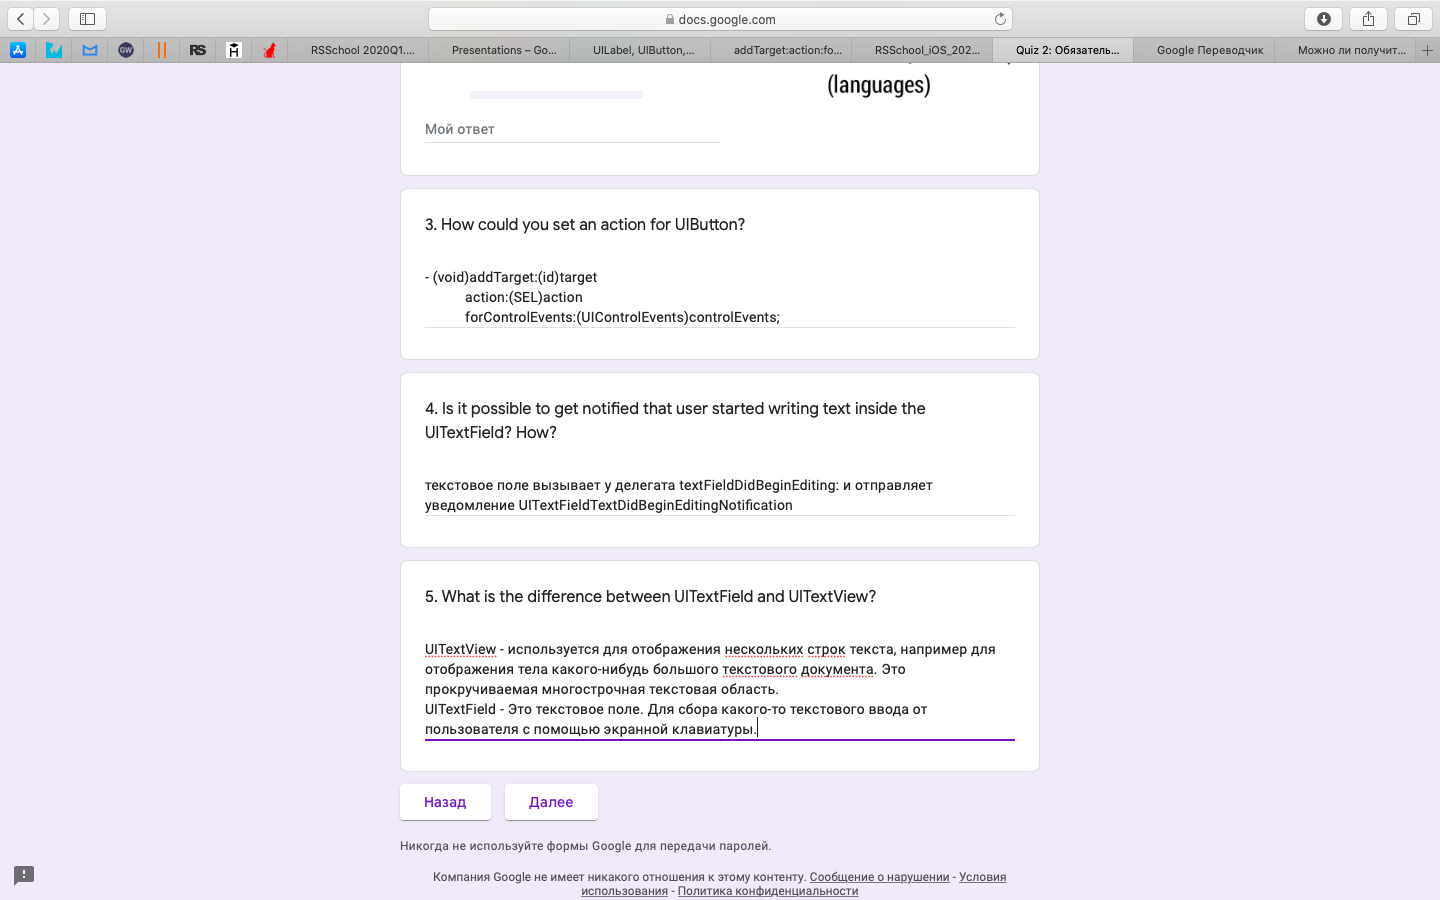 docs.google.com
GW
RS
H
RSSchool 2020Q1....
Presentations – Go...
UILabel, UIButton,...
addTarget:action:fo...
RSSchool_iOS_202...
Quiz 2: Обязатель...
Google Переводчик
Можно ли получит...
(languages)
Мой ответ
3. How could you set an action for UIButton?
- (void)addTarget:(id)target
action:(SEL)action
forControlEvents:(UIControlEvents)controlEvents;
4. Is it possible to get notified that user started writing text inside the
UITextField? How?
текстовое поле вызывает у делегата textFieldDidBeginEditing: и отправляет
уведомление UITextFieldTextDidBeginEditingNotification
5. What is the difference between UITextField and UITextView?
UITextView - используется для отображения нескольких строк текста, например для
отображения тела какого-нибудь большого текстового документа. Это
прокручиваемая многострочная текстовая область.
UITextField - Это текстовое поле. Для сбора какого-то текстового ввода от
пользователя с помощью экранной клавиатуры.
Назад
Далее
Никогда не используйте формы Google для передачи паролей.
Компания Google не имеет никакого отношения к этому контенту. Сообщение о нарушении - Условия
использования - Политика конфиденциальности